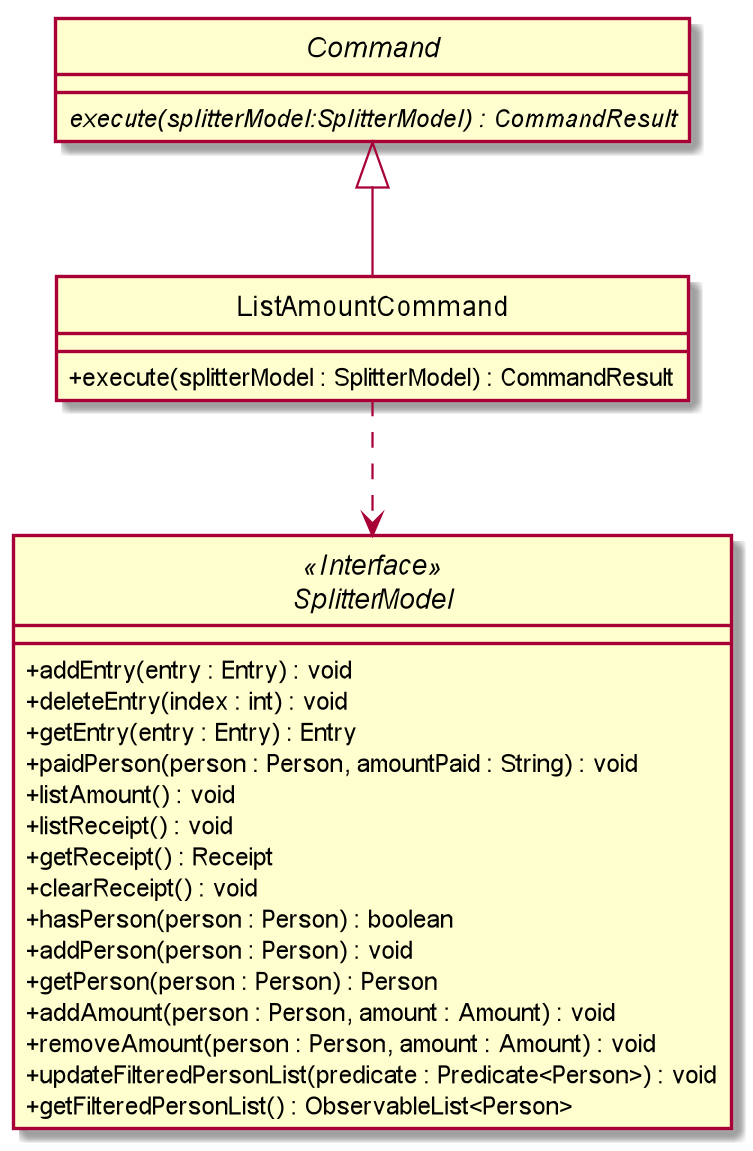 Command
execute(splitterModel:SplitterModel) : CommandResult
ListAmountCommand
+execute(splitterModel : SplitterModel) : CommandResult
«Interface»
SplitterModel
+addEntry(entry : Entry) : void
+deleteEntry(index : int) : void
+getEntry(entry : Entry) : Entry
+paidPerson(person : Person, amountPaid : String) : void
+listAmount() : void
+listReceipt() : void
+getReceipt() : Receipt
+clearReceipt() : void
+hasPerson(person : Person) : boolean
+addPerson(person : Person) : void
+getPerson(person : Person) : Person
+addAmount(person : Person, amount : Amount) : void
+removeAmount(person : Person, amount : Amount) : void
+updateFilteredPersonList(predicate : Predicate<Person>) : void
+getFilteredPersonList() : ObservableList<Person>